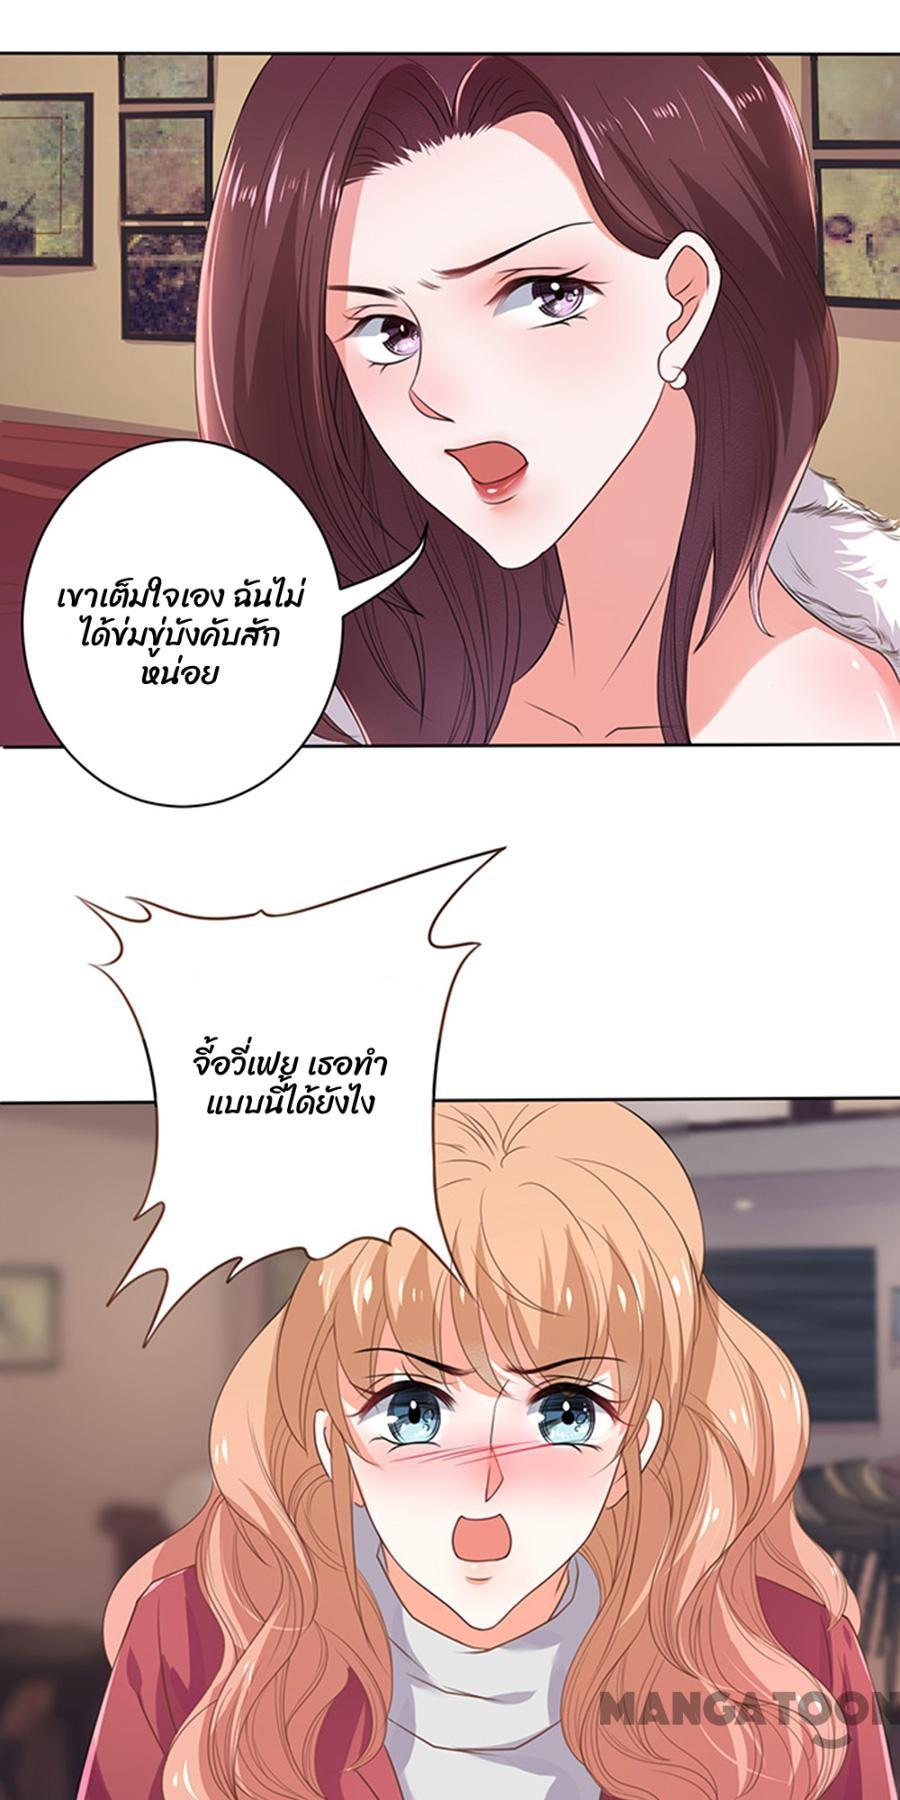 เขาเต็มใจเอง ฉันไม่
ได้ข่มขู่บังคับสัก
หน่อย
จี้อวี่เฟย เธอทำ
แบบนี้ได้ยังไง
MANGATOON